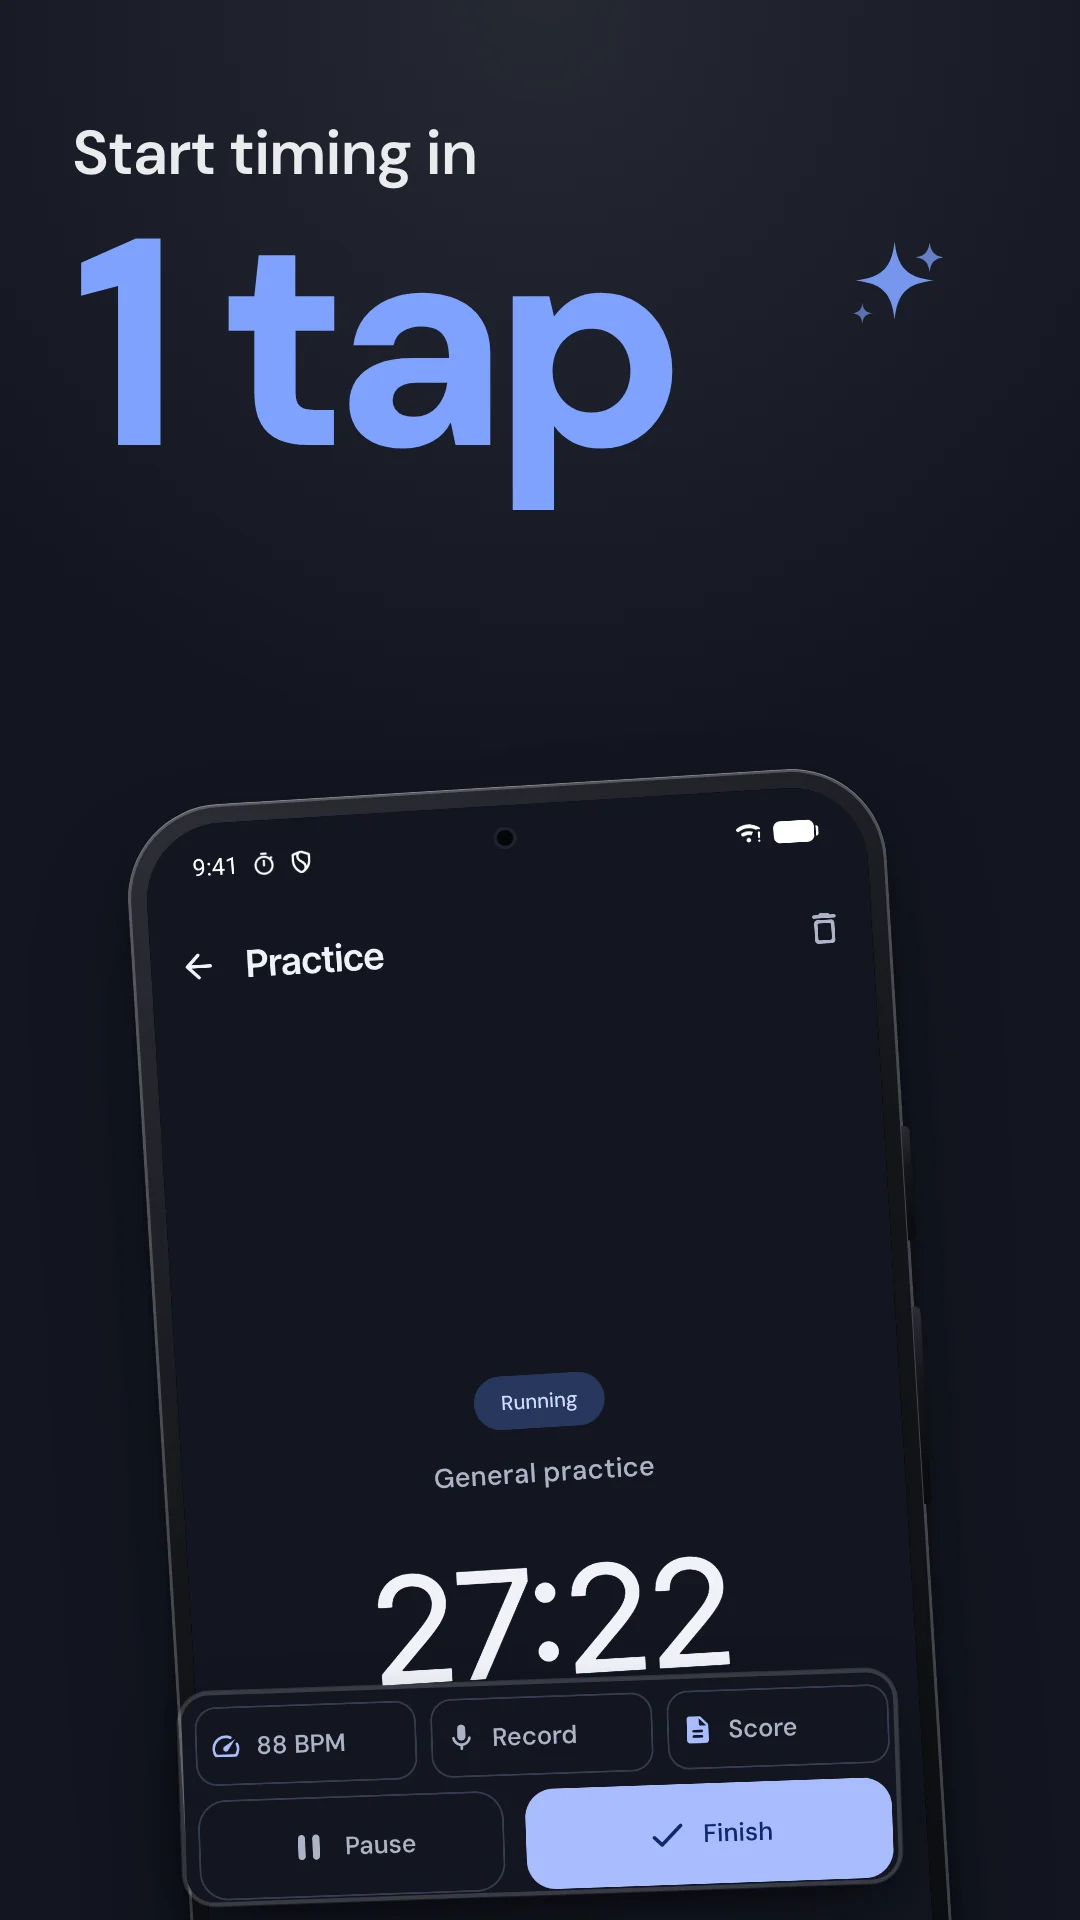 Start timing in
1 tap
9:41
Practice
Running
General practice
27:22
88 BPM
Record
Score
Pause
Finish